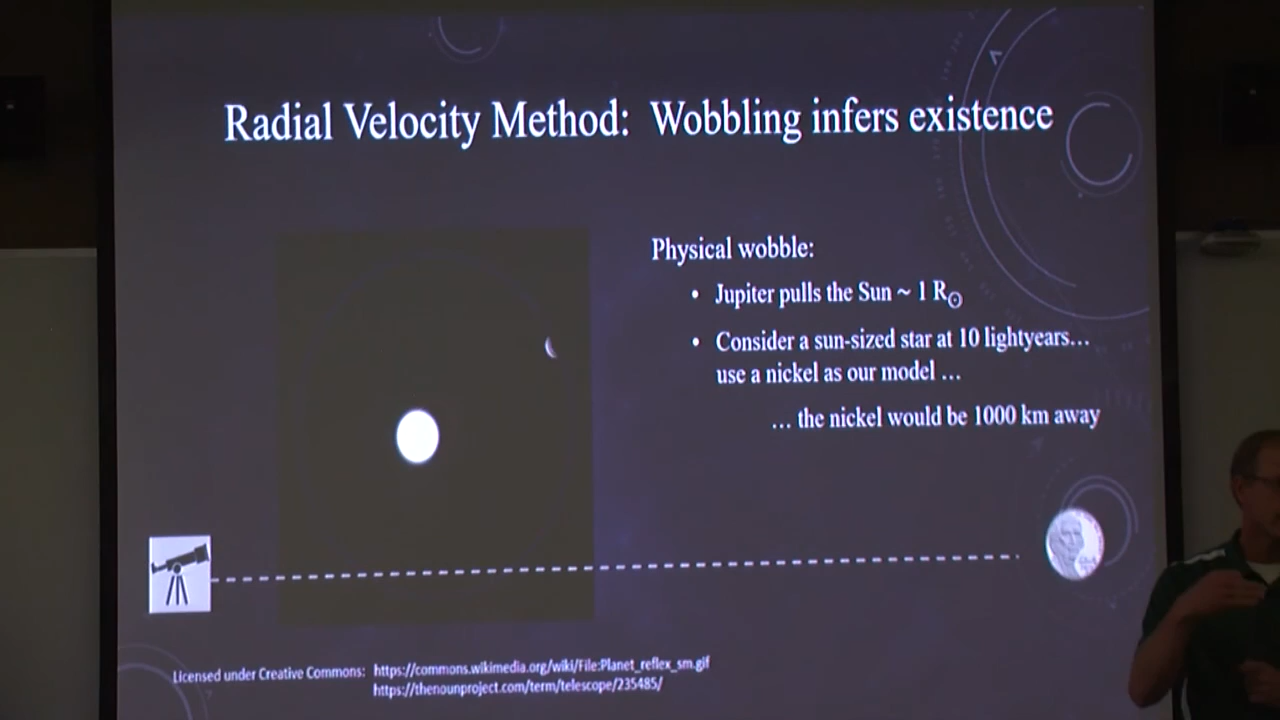 Radial Velocity Method: Wobbling infers existence
Physical wobble:
• Jupiter pulls the Sun ~ 1 R☉
• Consider a sun-sized star at 10 lightyears…
use a nickel as our model …
… the nickel would be 1000 km away
Licensed under Creative Commons: https://commons.wikimedia.org/wiki/File:Planet_reflex_sm.gif
https://thenounproject.com/term/telescope/235485/